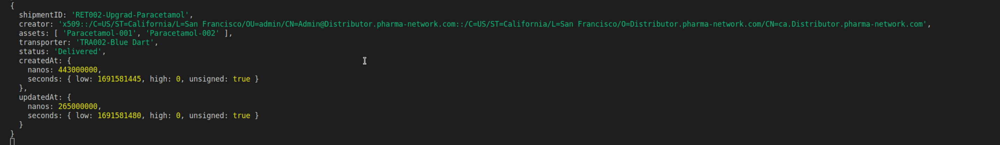 {
  shipmentID: 'RET002-Upgrad-Paracetamol',
  creator: 'x509::/C=US/ST=California/L=San Francisco/OU=admin/CN=Admin@Distributor.pharma-network.com::/C=US/ST=California/L=San Francisco/O=Distributor.pharma-network.com/CN=ca.Distributor.pharma-network.com',
  assets: [ 'Paracetamol-001', 'Paracetamol-002' ],
  transporter: 'TRA002-Blue Dart',
  status: 'Delivered',
  createdAt: {
    nanos: 443000000,
    seconds: { low: 1691581445, high: 0, unsigned: true }
  },
  updatedAt: {
    nanos: 265000000,
    seconds: { low: 1691581480, high: 0, unsigned: true }
  }
}